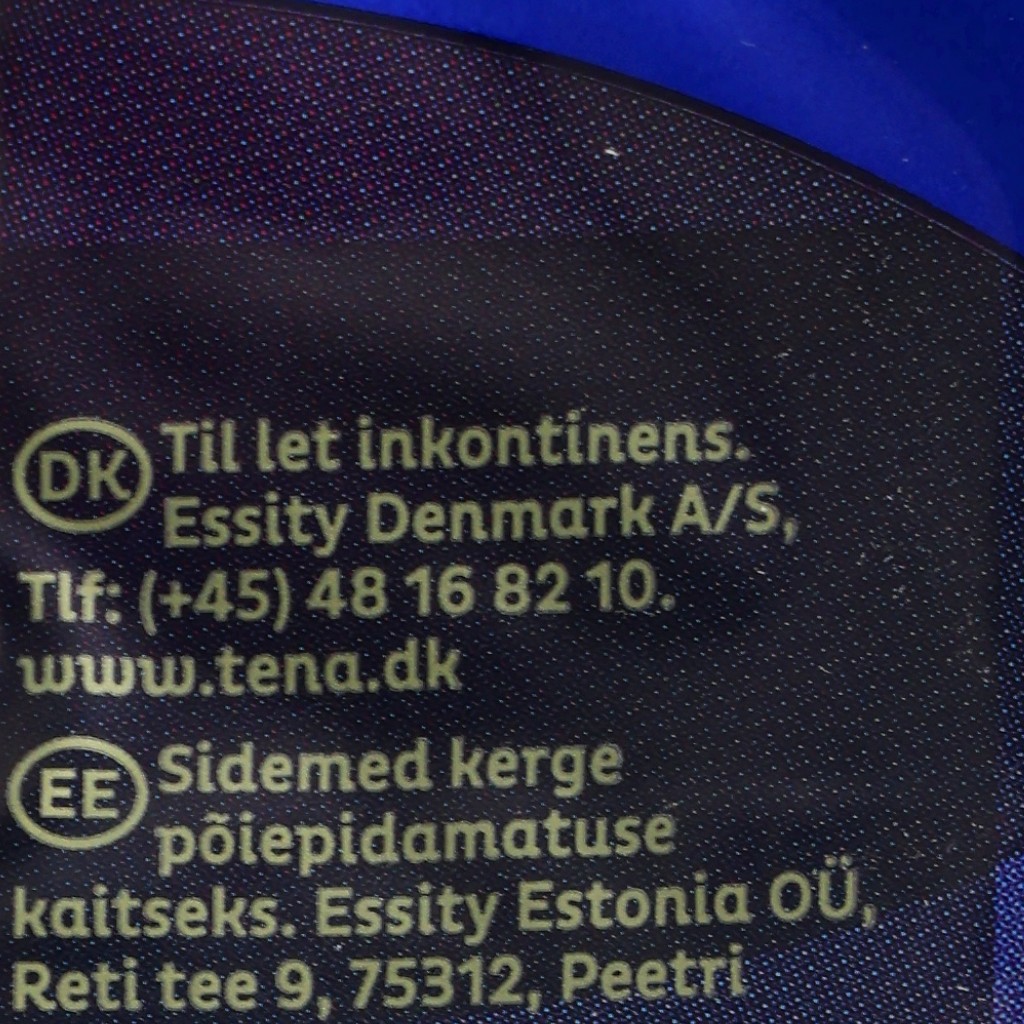 DK Til let inkontinens.
Essity Denmark A/S,
Tlf: (+45) 48 16 82 10.
www.tena.dk
EE Sidemed kerge
põiepidamatuse
kaitseks. Essity Estonia OÜ,
Reti tee 9, 75312, Peetri